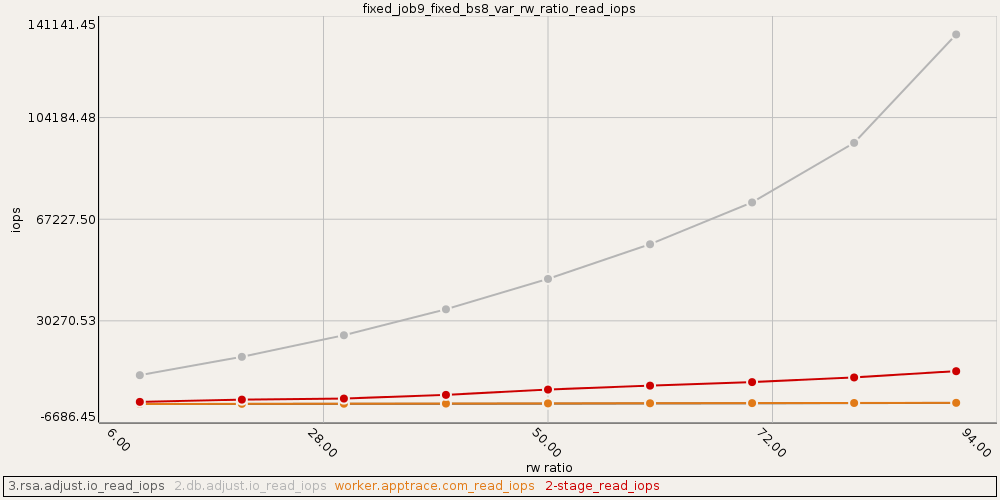 fixed_job9_fixed_bs8_var_rw_ratio_read_iops
141141.45
104184.48
67227.50
30270.53
-6686.45
iops
6.00
28.00
50.00
72.00
94.00
rw ratio
3.rsa.adjust.io_read_iops 2.db.adjust.io_read_iops worker.apptrace.com_read_iops 2-stage_read_iops